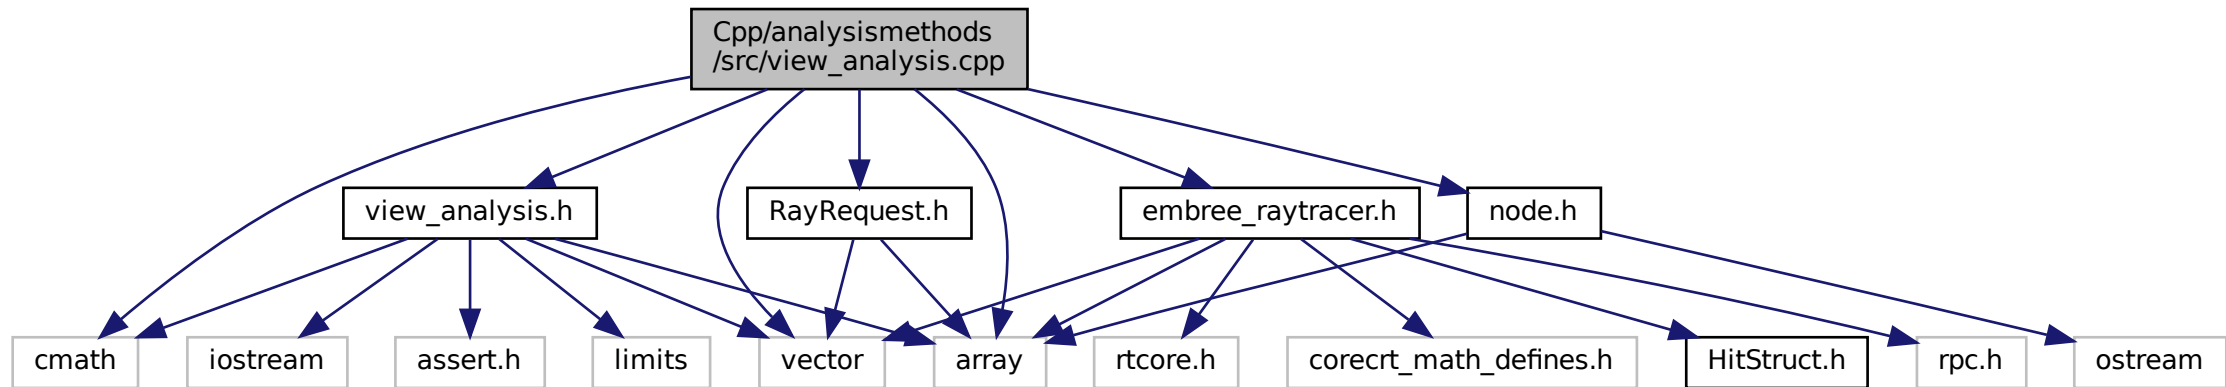 Cpp/analysismethods
/src/view_analysis.cpp
view_analysis.h
RayRequest.h
embree_raytracer.h
node.h
cmath
iostream
assert.h
limits
vector
array
rtcore.h
corecrt_math_defines.h
HitStruct.h
rpc.h
ostream